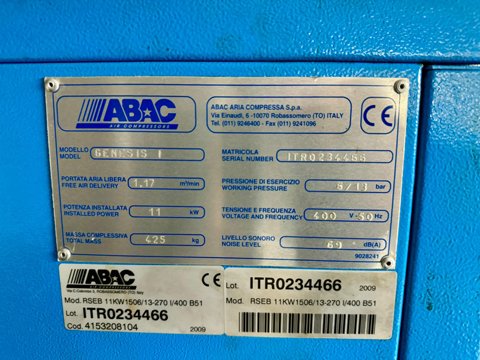 ABAC
AIR COMPRESSORS
ABAC ARIA COMPRESSA S.p.a.
Via Einaudi, 6 -10070 Robassomero (TO) ITALY
Tel. (011) 9246400 - Fax (011) 9241096
CE
MODELLO
MODEL
GENESIS I
MATRICOLA
SERIAL NUMBER
ITR0234466
PORTATA ARIA LIBERA
FREE AIR DELIVERY
1.17 m³/min
PRESSIONE DI ESERCIZIO
WORKING PRESSURE
8/13 bar
POTENZA INSTALLATA
INSTALLED POWER
11 kW
TENSIONE E FREQUENZA
VOLTAGE AND FREQUENCY
400 V-50Hz
MASSA COMPLESSIVA
TOTAL MASS
425 kg
LIVELLO SONORO
NOISE LEVEL
69 dB(A)
9028241
ABAC
CE
Mod. RSEB 11KW1506/13-270 I/400 B51
Lot. ITR0234466
Cod. 4153208104 2009
Lot. ITR0234466 2009
Mod. RSEB 11KW1506/13-270 I/400 B51